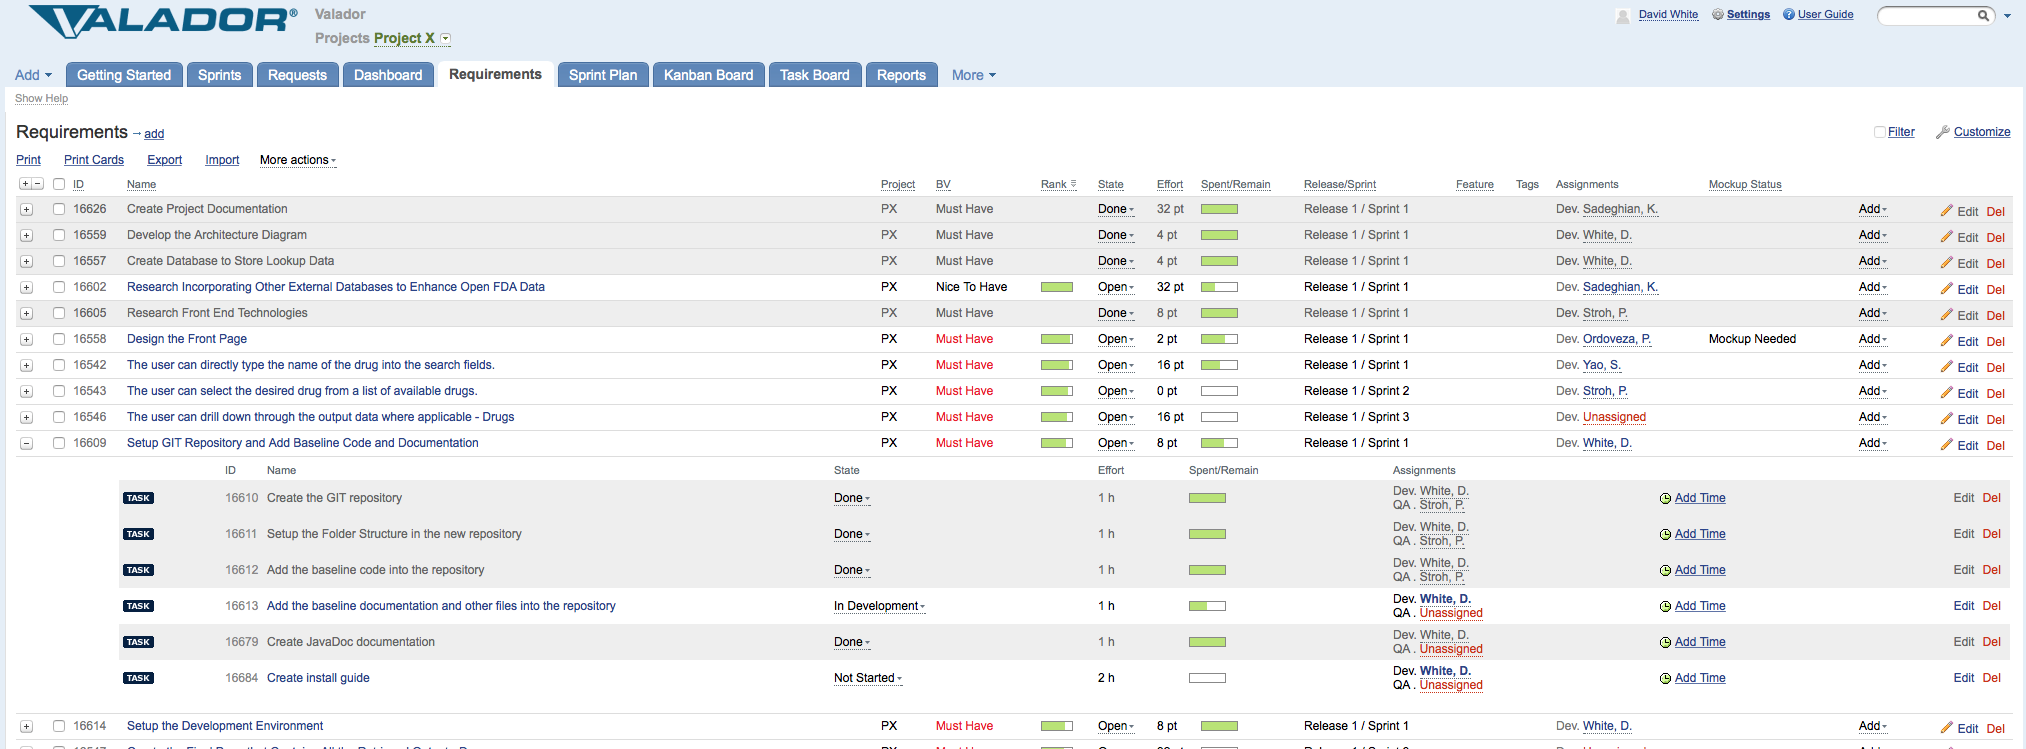 VALADOR®
Valador
Projects Project X
David White Settings User Guide
Add Getting Started Sprints Requests Dashboard Requirements Sprint Plan Kanban Board Task Board Reports More
Show Help
Requirements → add
Filter Customize
Print Print Cards Export Import More actions
ID Name Project BV Rank State Effort Spent/Remain Release/Sprint Feature Tags Assignments Mockup Status
16626 Create Project Documentation PX Must Have Done 32 pt Release 1 / Sprint 1 Dev. Sadeghian, K. Add Edit Del
16559 Develop the Architecture Diagram PX Must Have Done 4 pt Release 1 / Sprint 1 Dev. White, D. Add Edit Del
16557 Create Database to Store Lookup Data PX Must Have Done 4 pt Release 1 / Sprint 1 Dev. White, D. Add Edit Del
16602 Research Incorporating Other External Databases to Enhance Open FDA Data PX Nice To Have Open 32 pt Release 1 / Sprint 1 Dev. Sadeghian, K. Add Edit Del
16605 Research Front End Technologies PX Must Have Done 8 pt Release 1 / Sprint 1 Dev. Stroh, P. Add Edit Del
16558 Design the Front Page PX Must Have Open 2 pt Release 1 / Sprint 1 Dev. Ordoveza, P. Mockup Needed Add Edit Del
16542 The user can directly type the name of the drug into the search fields. PX Must Have Open 16 pt Release 1 / Sprint 1 Dev. Yao, S. Add Edit Del
16543 The user can select the desired drug from a list of available drugs. PX Must Have Open 0 pt Release 1 / Sprint 2 Dev. Stroh, P. Add Edit Del
16546 The user can drill down through the output data where applicable - Drugs PX Must Have Open 16 pt Release 1 / Sprint 3 Dev. Unassigned Add Edit Del
16609 Setup GIT Repository and Add Baseline Code and Documentation PX Must Have Open 8 pt Release 1 / Sprint 1 Dev. White, D. Add Edit Del
ID Name State Effort Spent/Remain Assignments
TASK 16610 Create the GIT repository Done 1 h Dev. White, D. Add Time Edit Del
QA . Stroh, P.
TASK 16611 Setup the Folder Structure in the new repository Done 1 h Dev. White, D. Add Time Edit Del
QA . Stroh, P.
TASK 16612 Add the baseline code into the repository Done 1 h Dev. White, D. Add Time Edit Del
QA . Stroh, P.
TASK 16613 Add the baseline documentation and other files into the repository In Development 1 h Dev. White, D. Add Time Edit Del
QA . Unassigned
TASK 16679 Create JavaDoc documentation Done 1 h Dev. White, D. Add Time Edit Del
QA . Unassigned
TASK 16684 Create install guide Not Started 2 h Dev. White, D. Add Time Edit Del
QA . Unassigned
16614 Setup the Development Environment PX Must Have Open 8 pt Release 1 / Sprint 1 Dev. White, D. Add Edit Del